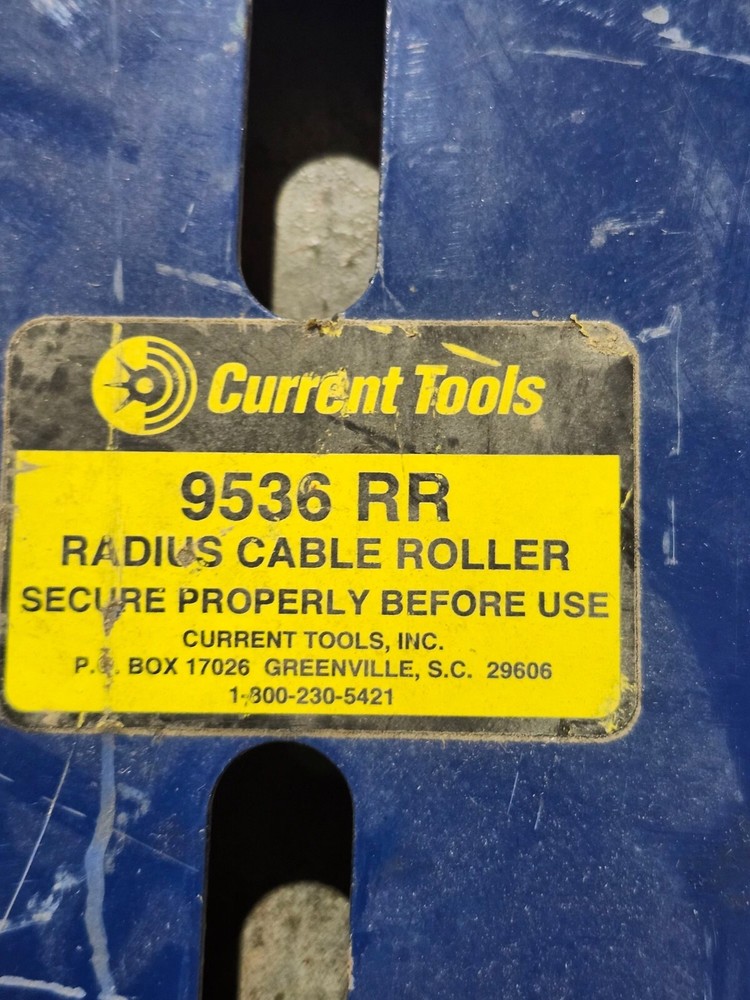 Current Tools
9536 RR
RADIUS CABLE ROLLER
SECURE PROPERLY BEFORE USE
CURRENT TOOLS, INC.
P.O. BOX 17026 GREENVILLE, S.C. 29606
1-800-230-5421